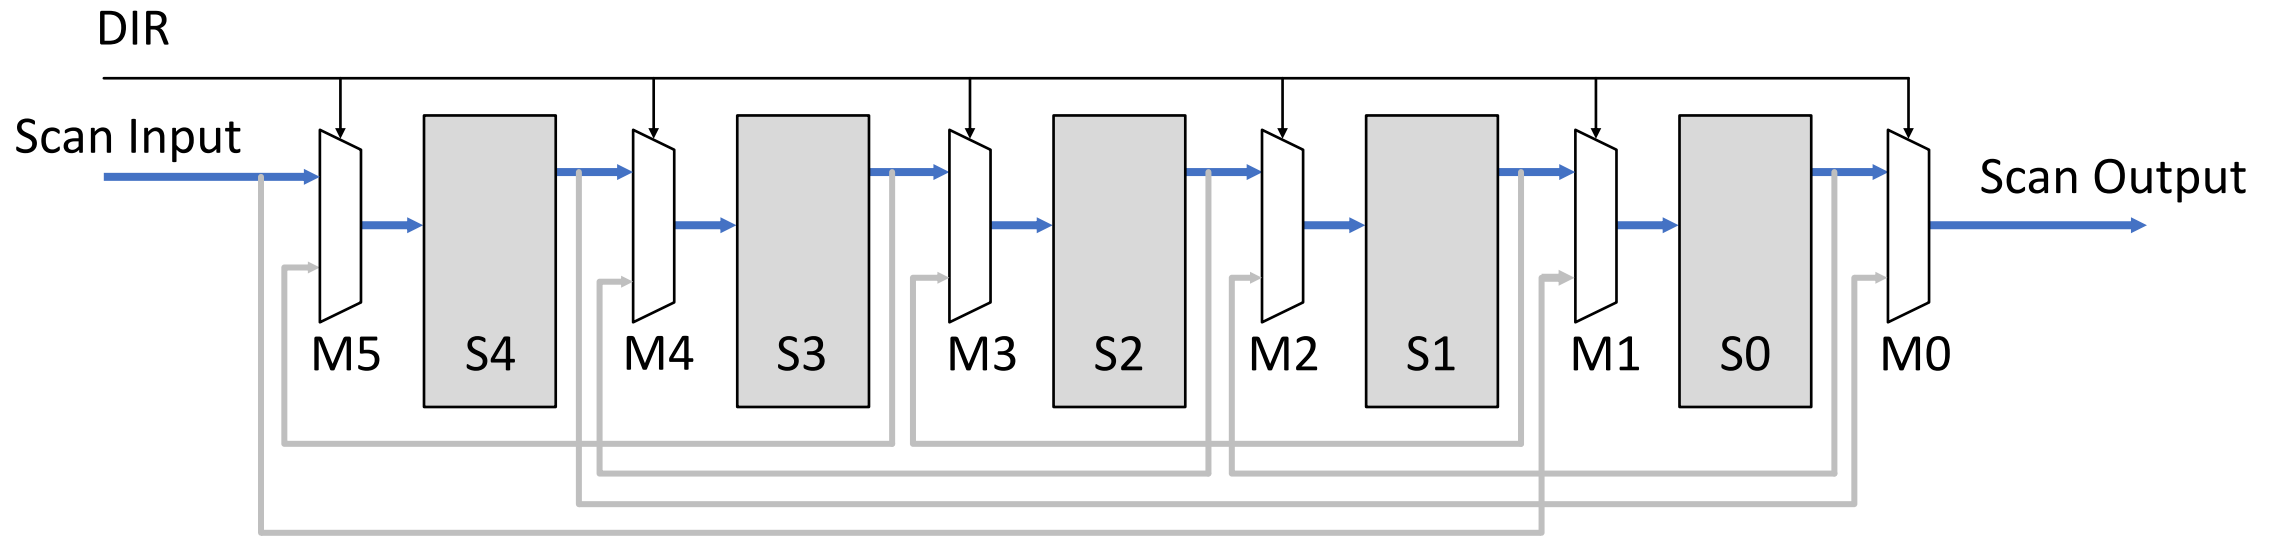 DIR
Scan Input
Scan Output
M5 S4 M4 S3 M3 S2 M2 S1 M1 S0 M0